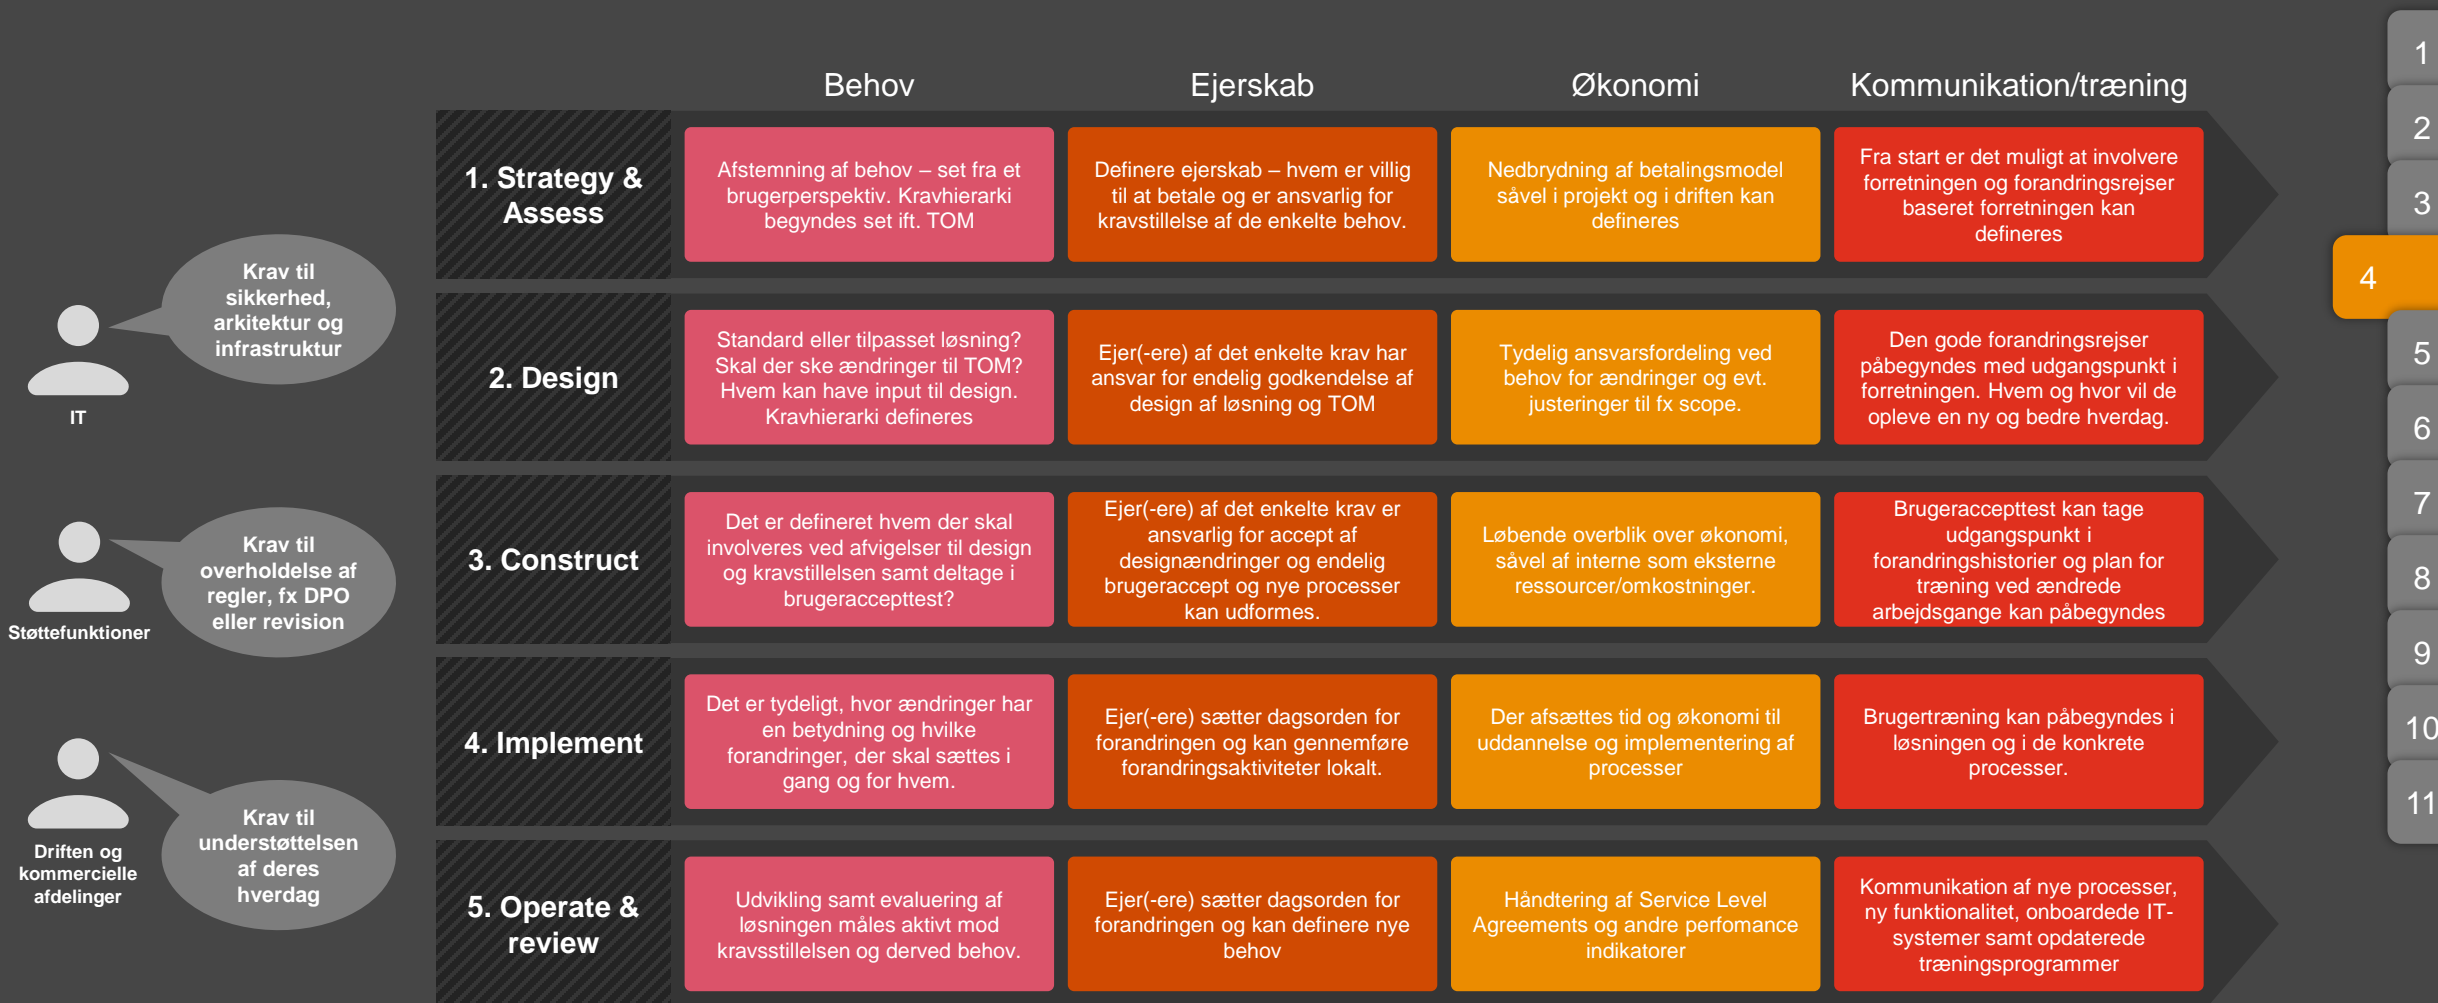 Behov
Ejerskab
Økonomi
Kommunikation/træning
1. Strategy &
Assess
Afstemning af behov – set fra et
brugerperspektiv. Kravhierarki
begyndes set ift. TOM
Definere ejerskab – hvem er villig
til at betale og er ansvarlig for
kravstillelse af de enkelte behov.
Nedbrydning af betalingsmodel
såvel i projekt og i driften kan
defineres
Fra start er det muligt at involvere
forretningen og forandringsrejser
baseret forretningen kan
defineres
2. Design
Standard eller tilpasset løsning?
Skal der ske ændringer til TOM?
Hvem kan have input til design.
Kravhierarki defineres
Ejer(-ere) af det enkelte krav har
ansvar for endelig godkendelse af
design af løsning og TOM
Tydelig ansvarsfordeling ved
behov for ændringer og evt.
justeringer til fx scope.
Den gode forandringsrejser
påbegyndes med udgangspunkt i
forretningen. Hvem og hvor vil de
opleve en ny og bedre hverdag.
3. Construct
Det er defineret hvem der skal
involveres ved afvigelser til design
og kravstillelsen samt deltage i
brugeraccepttest?
Ejer(-ere) af det enkelte krav er
ansvarlig for accept af
designændringer og endelig
brugeraccept og nye processer
kan udformes.
Løbende overblik over økonomi,
såvel af interne som eksterne
ressourcer/omkostninger.
Brugeraccepttest kan tage
udgangspunkt i
forandringshistorier og plan for
træning ved ændrede
arbejdsgange kan påbegyndes
4. Implement
Det er tydeligt, hvor ændringer har
en betydning og hvilke
forandringer, der skal sættes i
gang og for hvem.
Ejer(-ere) sætter dagsorden for
forandringen og kan gennemføre
forandringsaktiviteter lokalt.
Der afsættes tid og økonomi til
uddannelse og implementering af
processer
Brugertræning kan påbegyndes i
løsningen og i de konkrete
processer.
5. Operate &
review
Udvikling samt evaluering af
løsningen måles aktivt mod
kravsstillelsen og derved behov.
Ejer(-ere) sætter dagsorden for
forandringen og kan definere nye
behov
Håndtering af Service Level
Agreements og andre perfomance
indikatorer
Kommunikation af nye processer,
ny funktionalitet, onboardede IT-
systemer samt opdaterede
træningsprogrammer
Krav til
sikkerhed,
arkitektur og
infrastruktur
IT
Krav til
overholdelse af
regler, fx DPO
eller revision
Støttefunktioner
Krav til
understøttelsen
af deres
hverdag
Driften og
kommercielle
afdelinger
1
2
3
4
5
6
7
8
9
10
11